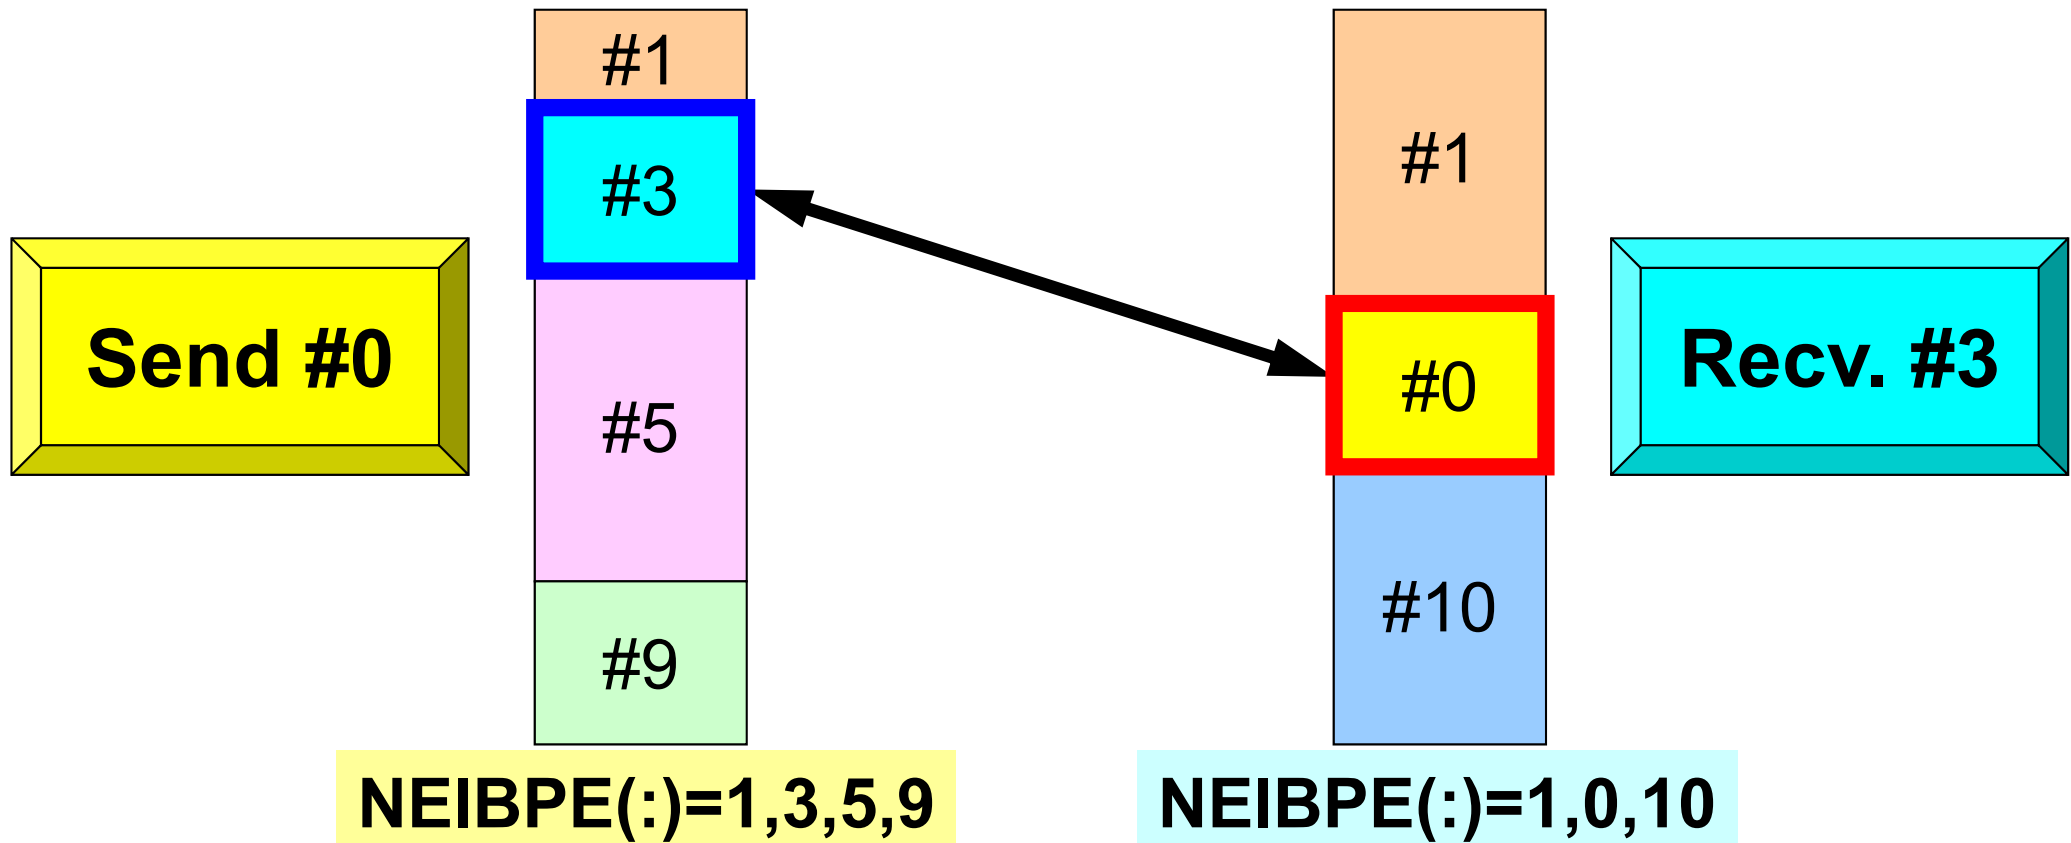 Send #0
#1
#3
#5
#9
NEIBPE(:)=1,3,5,9
#1
#0
#10
NEIBPE(:)=1,0,10
Recv. #3